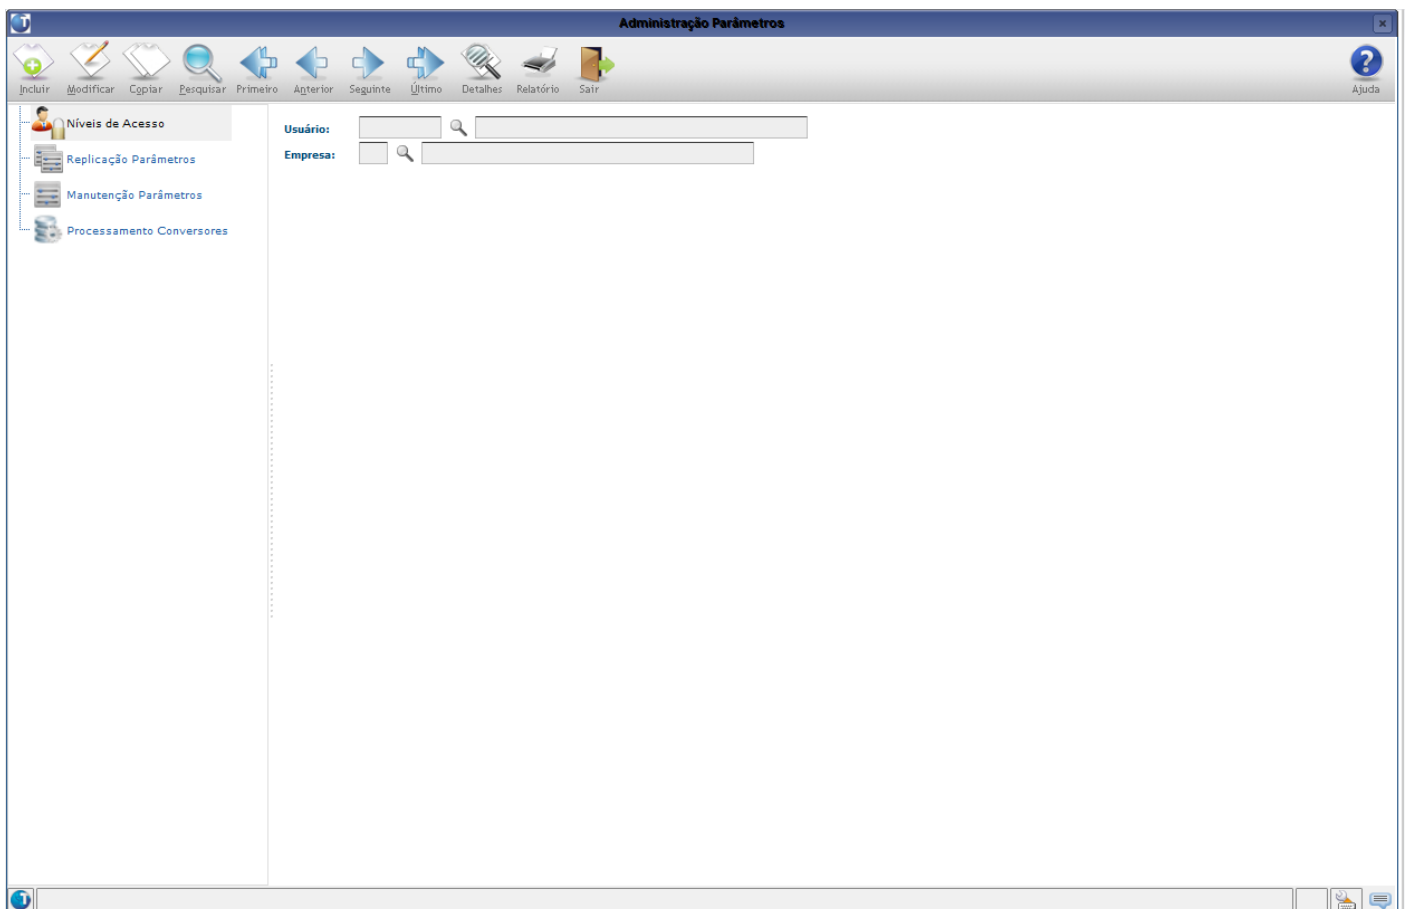 Administração Parâmetros
Incluir Modificar Copiar Pesquisar Primeiro Anterior Seguinte Último Detalhes Relatório Sair Ajuda
Níveis de Acesso
Replicação Parâmetros
Manutenção Parâmetros
Processamento Conversores
Usuário:
Empresa: